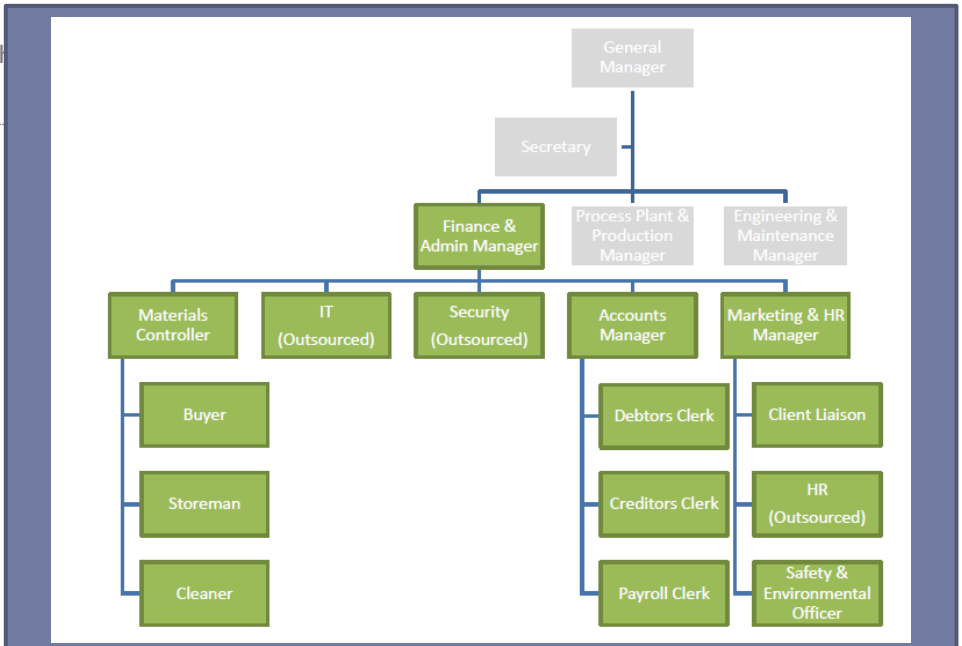 General
Manager
Secretary
Finance &
Admin Manager
Process Plant &
Production
Manager
Engineering &
Maintenance
Manager
Materials
Controller
IT
(Outsourced)
Security
(Outsourced)
Accounts
Manager
Marketing & HR
Manager
Buyer
Debtors Clerk
Client Liaison
Storeman
Creditors Clerk
HR
(Outsourced)
Cleaner
Payroll Clerk
Safety &
Environmental
Officer